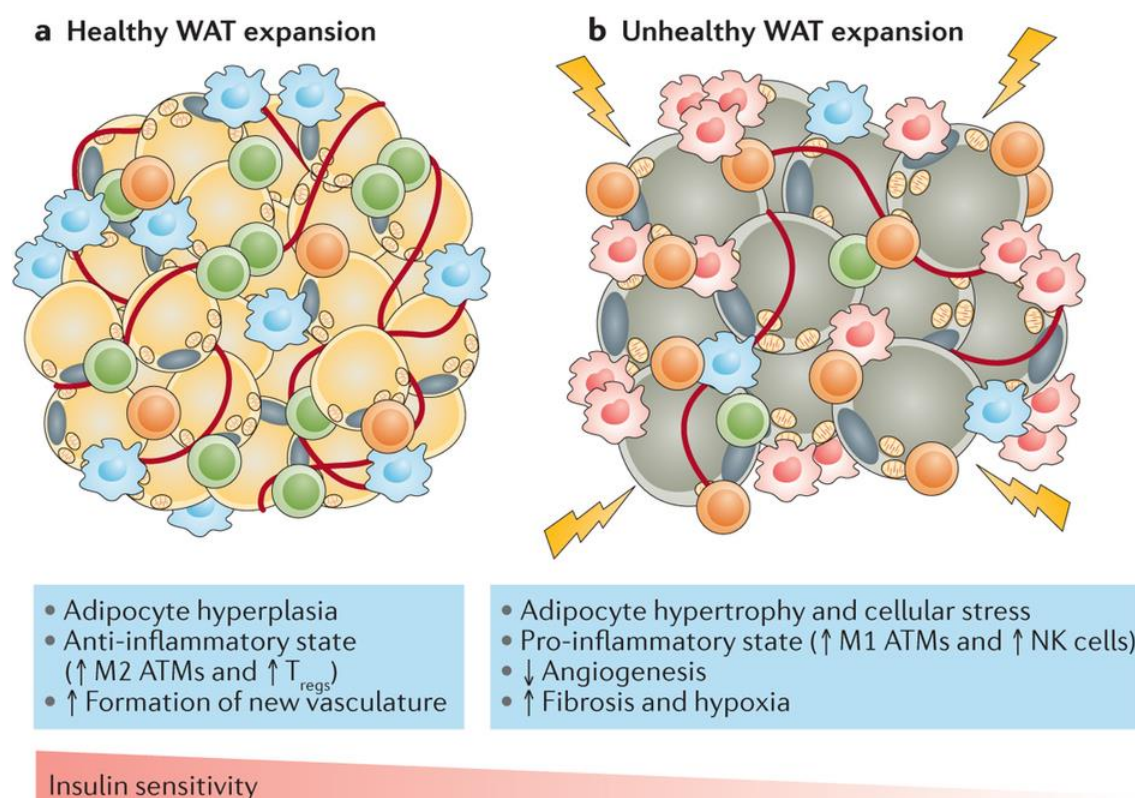 a Healthy WAT expansion
b Unhealthy WAT expansion
• Adipocyte hyperplasia
• Anti-inflammatory state
(↑ M2 ATMs and ↑ Tregs)
• ↑ Formation of new vasculature
• Adipocyte hypertrophy and cellular stress
• Pro-inflammatory state (↑ M1 ATMs and ↑ NK cells)
• ↓ Angiogenesis
• ↑ Fibrosis and hypoxia
Insulin sensitivity